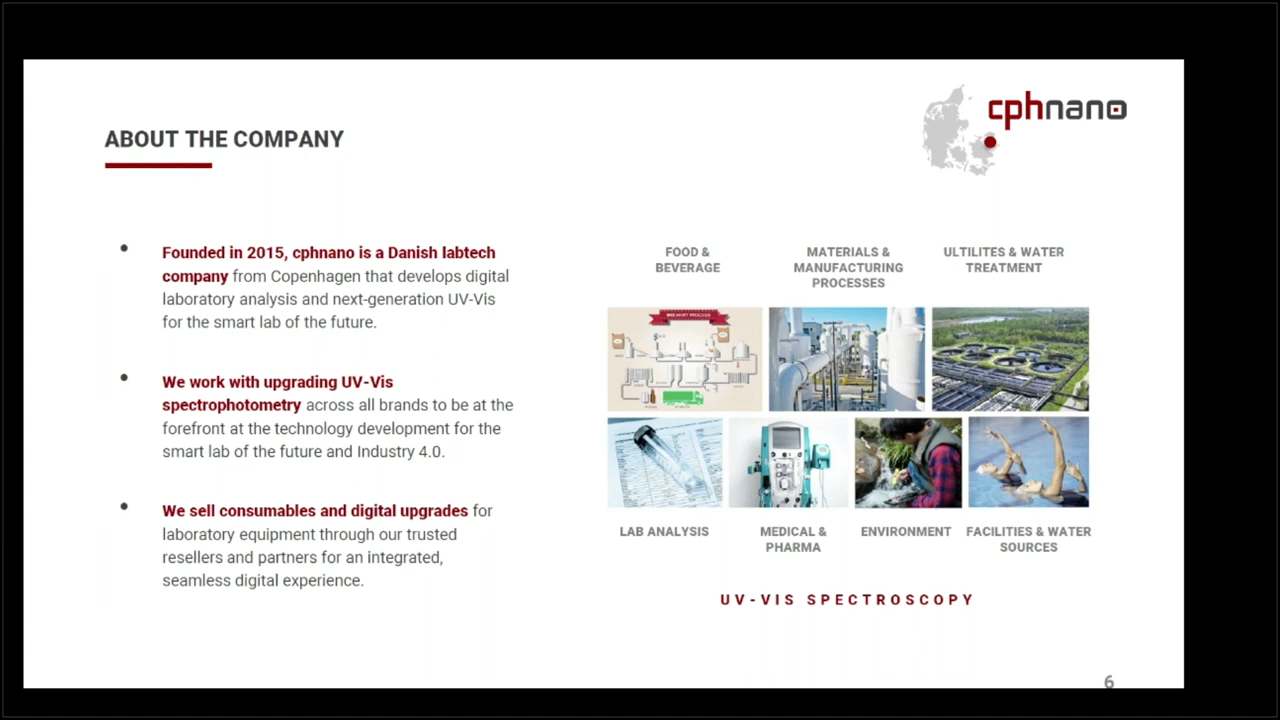 cphnano
ABOUT THE COMPANY
Founded in 2015, cphnano is a Danish labtech
company from Copenhagen that develops digital
laboratory analysis and next-generation UV-Vis
for the smart lab of the future.
We work with upgrading UV-Vis
spectrophotometry across all brands to be at the
forefront at the technology development for the
smart lab of the future and Industry 4.0.
We sell consumables and digital upgrades for
laboratory equipment through our trusted
resellers and partners for an integrated,
seamless digital experience.
FOOD &
BEVERAGE
MATERIALS &
MANUFACTURING
PROCESSES
ULTILITES & WATER
TREATMENT
LAB ANALYSIS
MEDICAL &
PHARMA
ENVIRONMENT
FACILITIES & WATER
SOURCES
UV-VIS SPECTROSCOPY
6